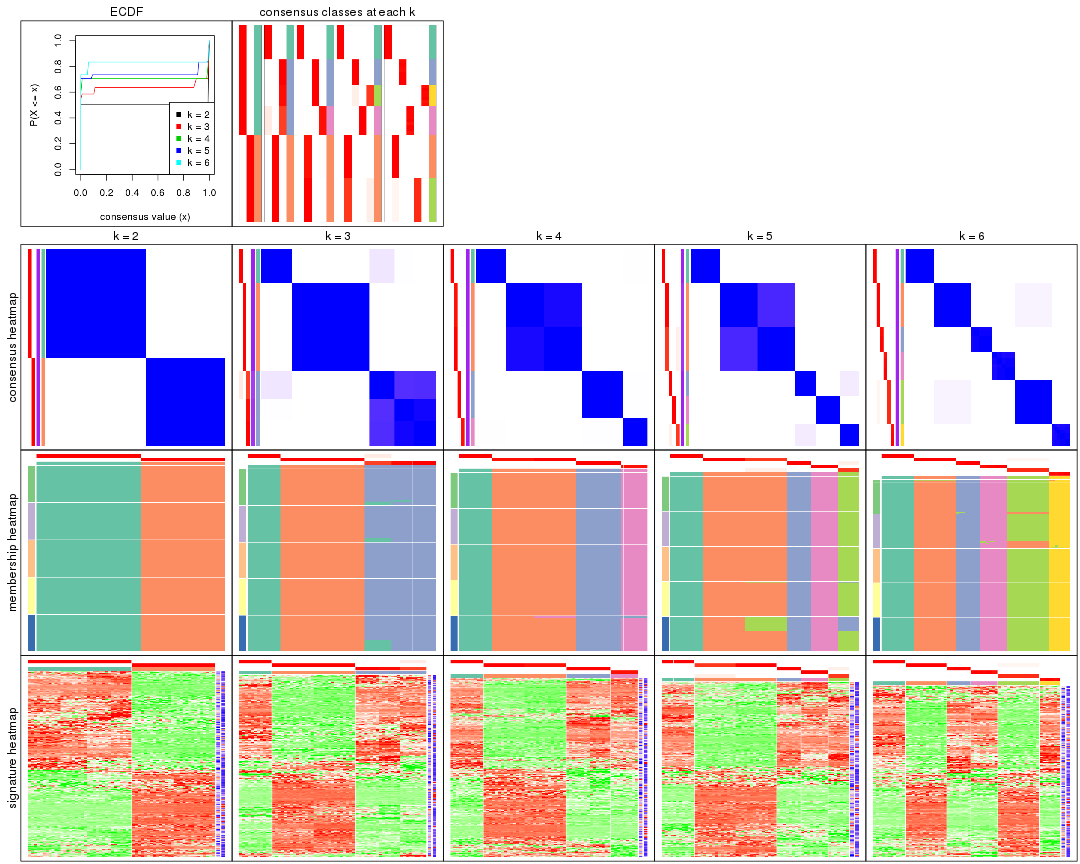 ECDF
consensus classes at each k
P(X <= x)
1.0
0.8
0.6
0.4
0.2
0.0
k = 2
k = 3
k = 4
k = 5
k = 6
0.0 0.2 0.4 0.6 0.8 1.0
consensus value (x)
k = 2
k = 3
k = 4
k = 5
k = 6
consensus heatmap
membership heatmap
signature heatmap